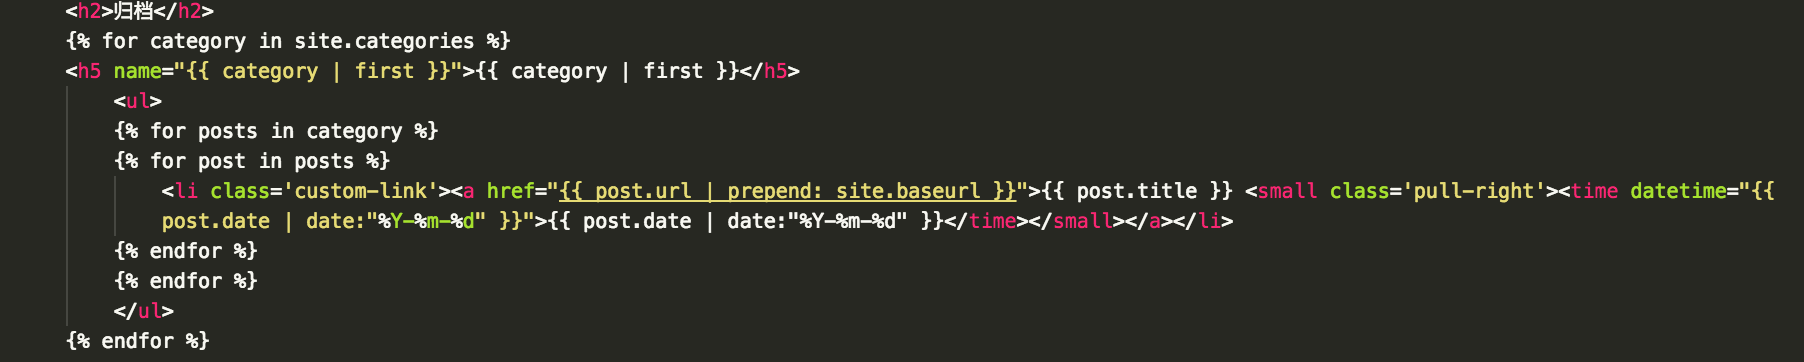 <h2>归档</h2>
{% for category in site.categories %}
<h5 name="{{ category | first }}">{{ category | first }}</h5>
<ul>
{% for posts in category %}
{% for post in posts %}
<li class='custom-link'><a href="{{ post.url | prepend: site.baseurl }}">{{ post.title }} <small class='pull-right'><time datetime="{{
post.date | date:"%Y-%m-%d" }}">{{ post.date | date:"%Y-%m-%d" }}</time></small></a></li>
{% endfor %}
{% endfor %}
</ul>
{% endfor %}